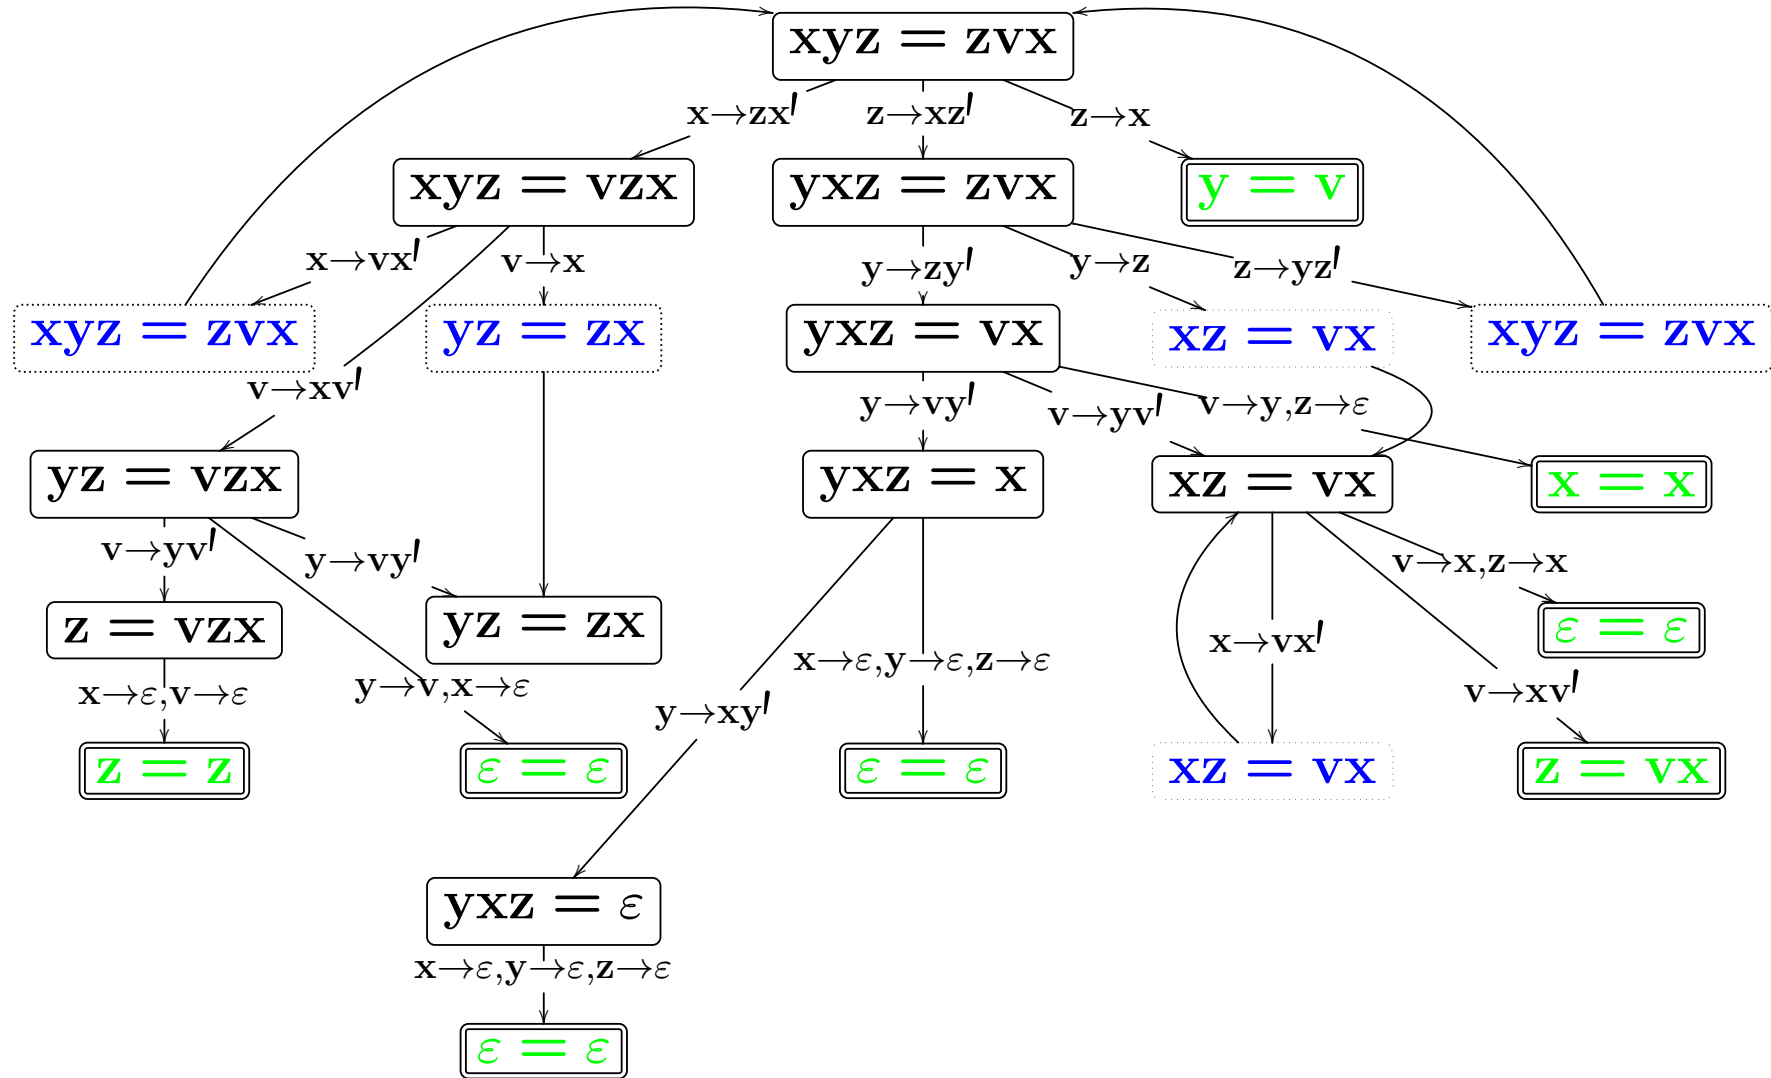 xyz = zvx
x→zx′
z→xz′
z→x
xyz = vzx
yxz = zvx
y = v
x→vx′
v→x
y→zy′
y→z
z→yz′
xyz = zvx
yz = zx
yxz = vx
xz = vx
xyz = zvx
v→xv′
y→vy′
v→yv′
v→y,z→ε
yz = vzx
yxz = x
xz = vx
x = x
v→yv′
y→vy′
v→x,z→x
z = vzx
yz = zx
ε = ε
x→vx′
x→ε,v→ε
y→v,x→ε
x→ε,y→ε,z→ε
v→xv′
y→xy′
z = z
ε = ε
ε = ε
xz = vx
z = vx
yxz = ε
x→ε,y→ε,z→ε
ε = ε